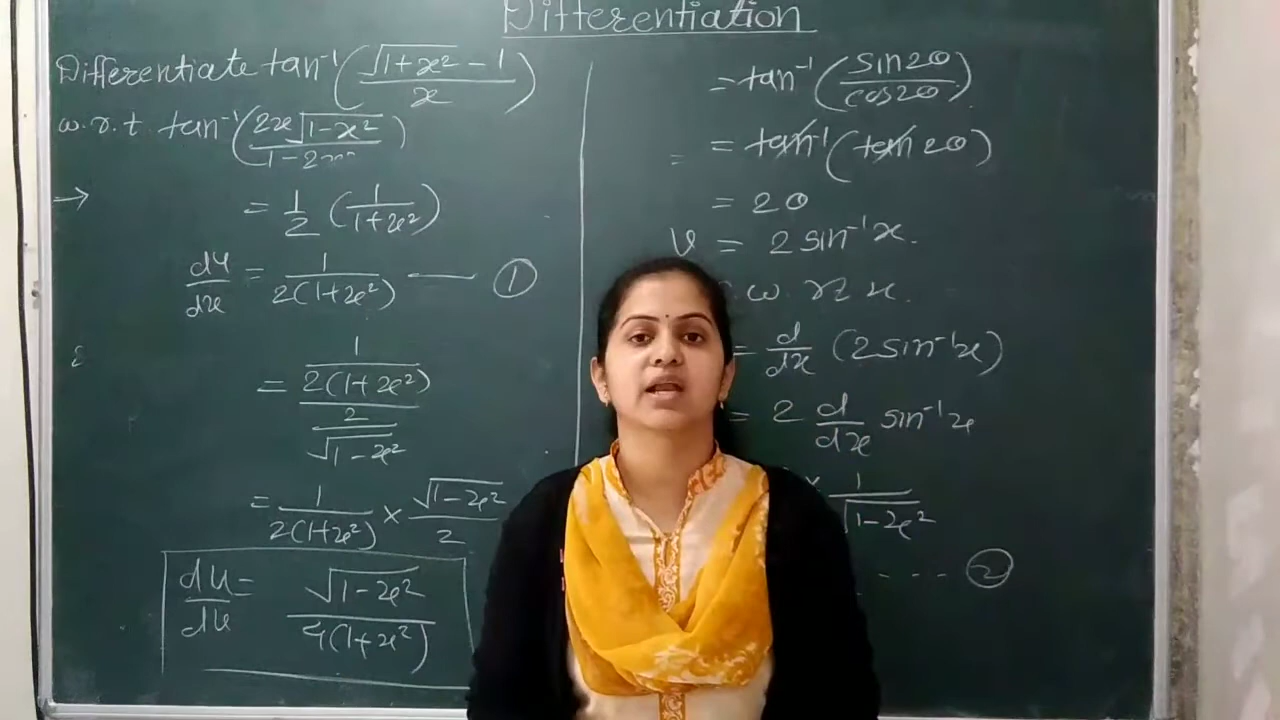 Differentiation
Differentiate tan⁻¹((√(1+x²) - 1)/x)
w.r.t. tan⁻¹((2x√(1-x²))/(1-2x²))
→ = 1/2 (1/(1+x²))
du/dx = 1/(2(1+x²)) —— ①
= (1/(2(1+x²)))/(2/√(1-x²))
= 1/(2(1+x²)) × √(1-x²)/2
du/du = √(1-x²)/(4(1+x²))
= tan⁻¹(sin2θ/cos2θ)
= tan⁻¹(tan2θ)
= 2θ
v = 2sin⁻¹x.
w. r t x.
= d/dx (2sin⁻¹x)
= 2 d/dx sin⁻¹x
× 1/√(1-x²)
- - - ②